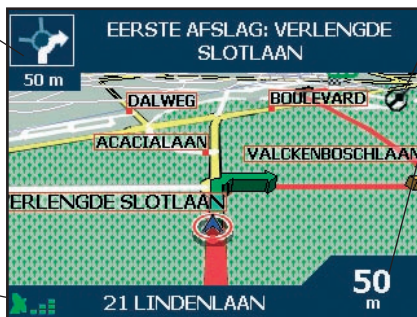 EERSTE AFSLAG: VERLENGDE
SLOTLAAN
50 m
DALWEG
BOULEVARD
ACACIALAAN
VALCKENBOSCHLAAN
ERLENGDE SLOTLAAN
50
m
21 LINDENLAAN